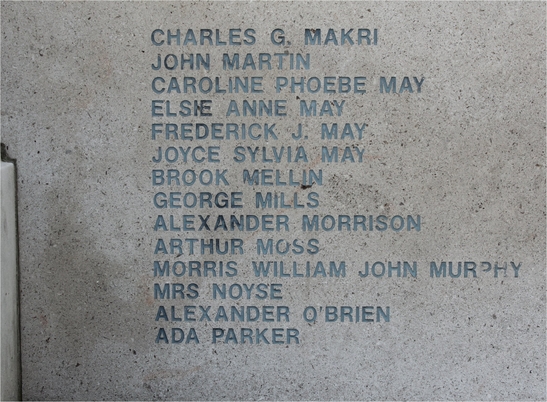 CHARLES G. MAKRI
JOHN MARTIN
CAROLINE PHOEBE MAY
ELSIE ANNE MAY
FREDERICK J. MAY
JOYCE SYLVIA MAY
BROOK MELLIN
GEORGE MILLS
ALEXANDER MORRISON
ARTHUR MOSS
MORRIS WILLIAM JOHN MURPHY
MRS NOYSE
ALEXANDER O'BRIEN
ADA PARKER